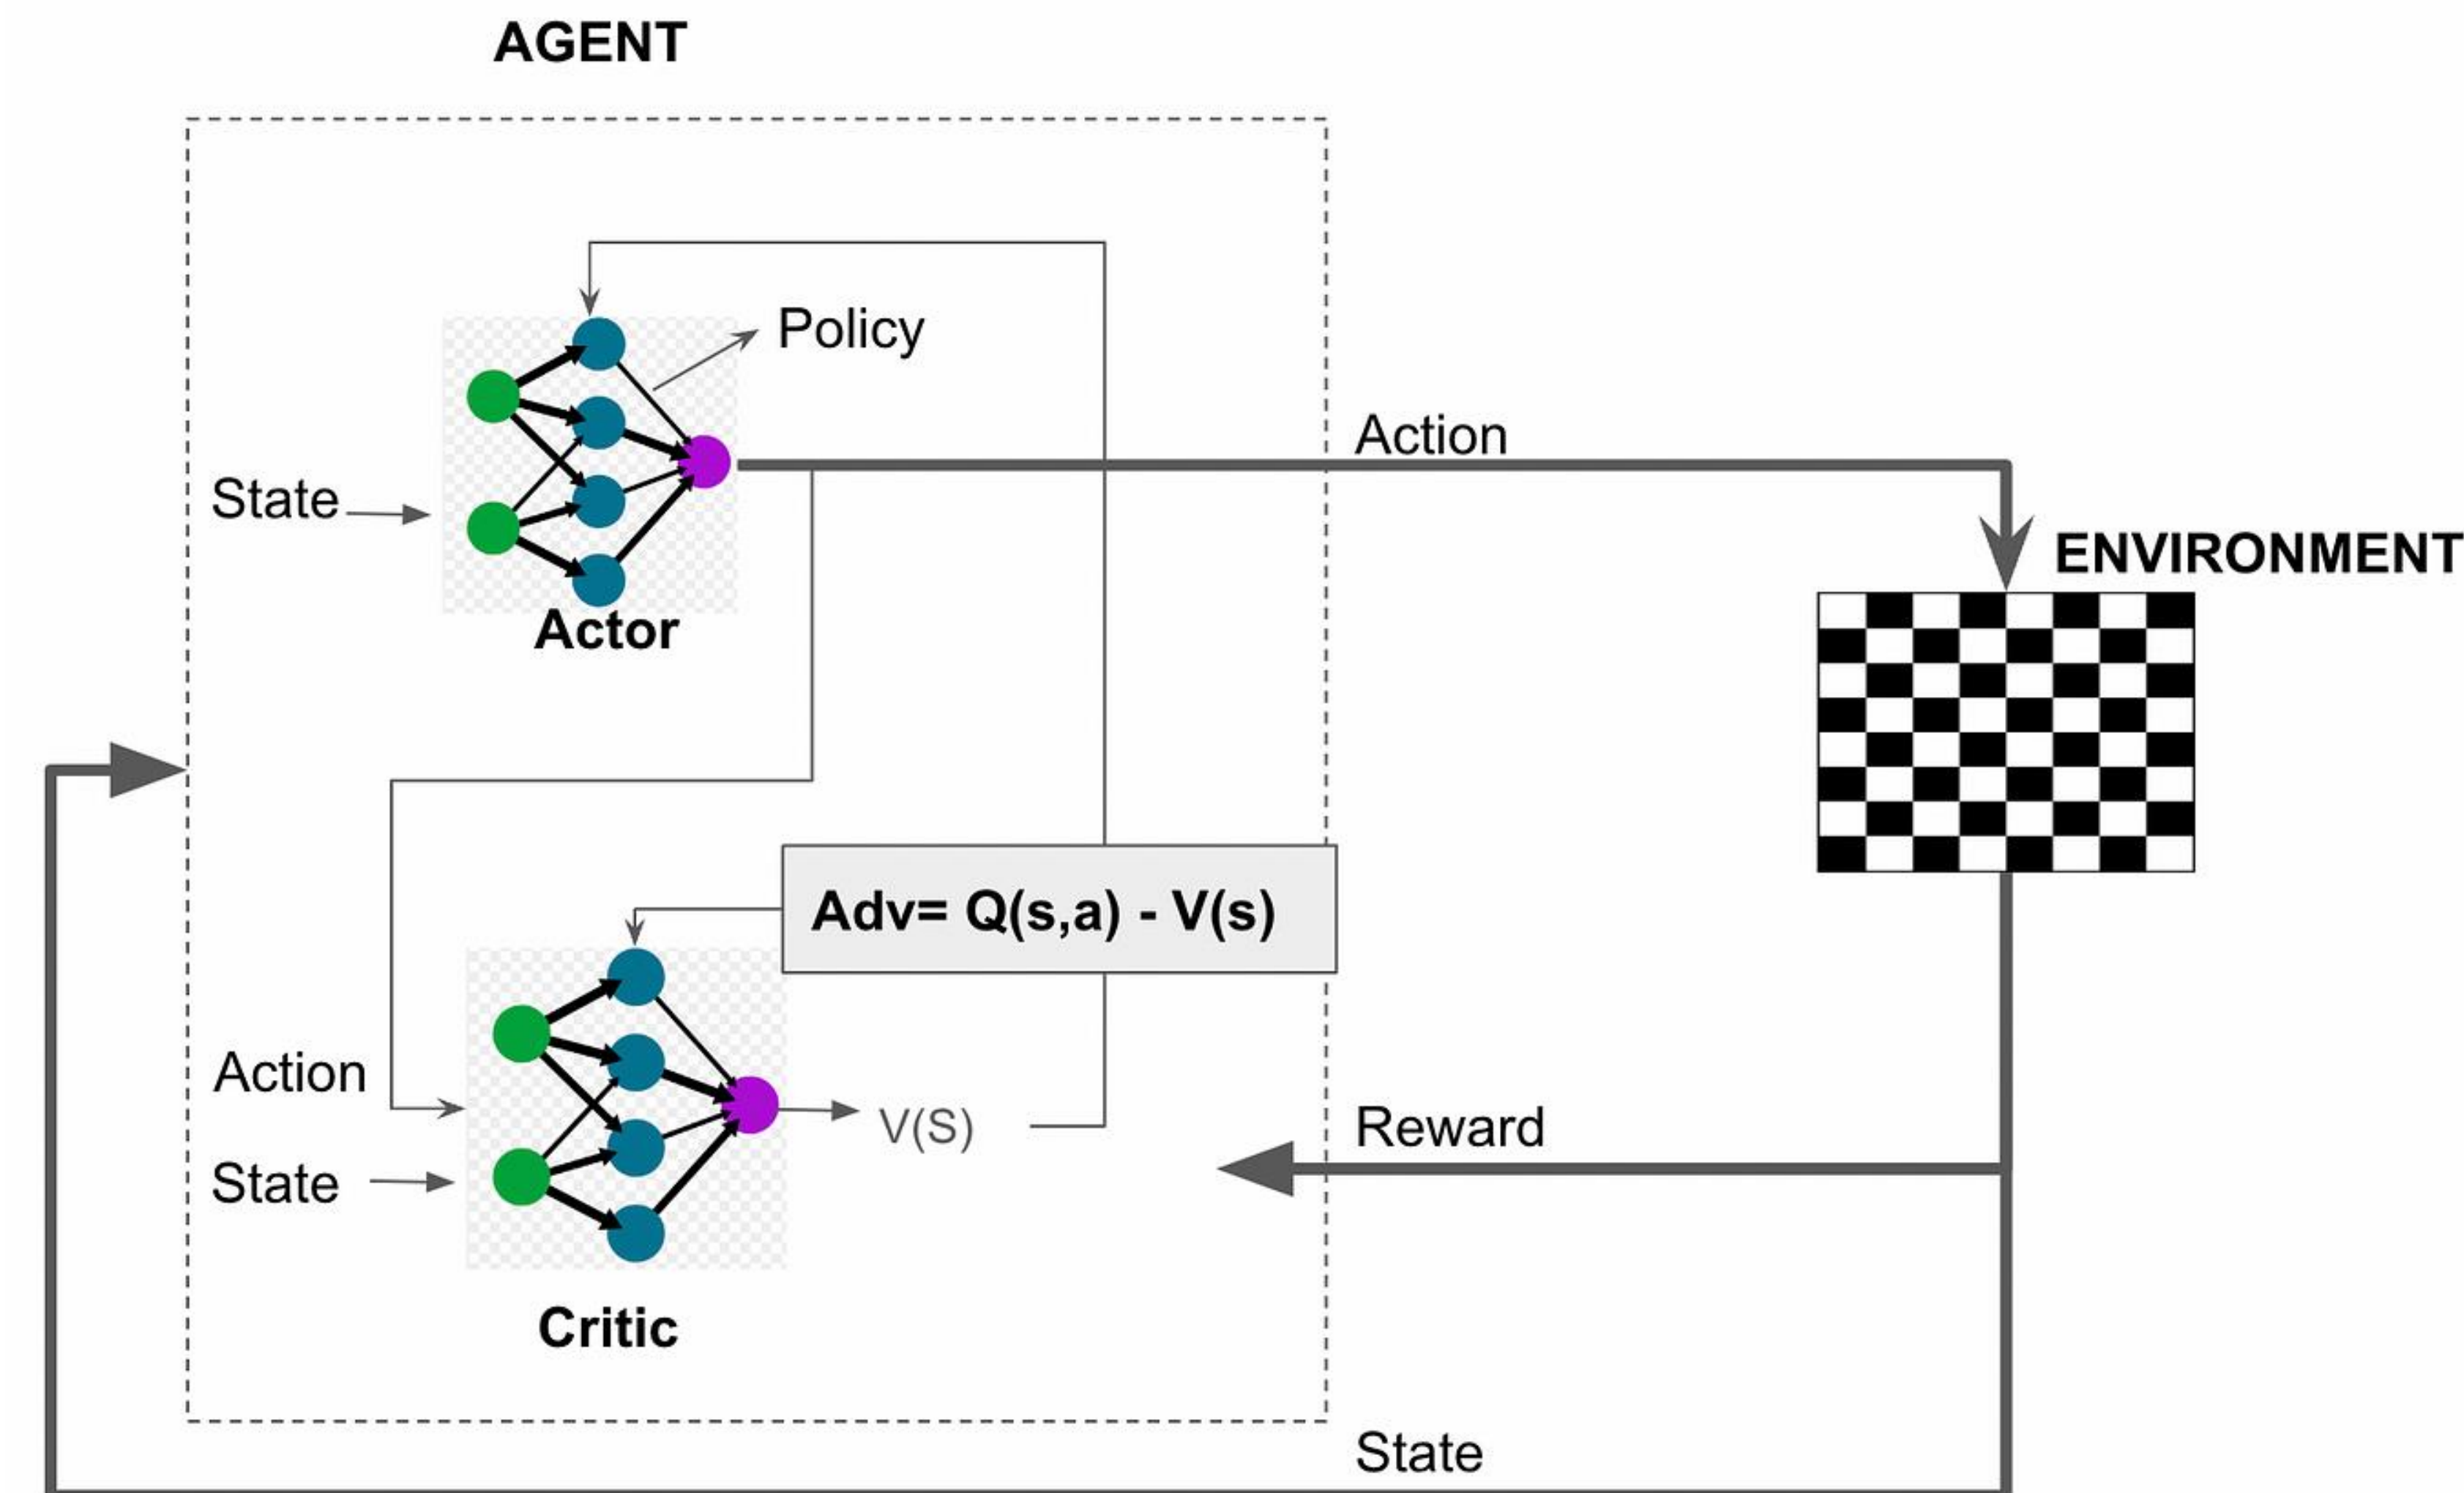 AGENT
Policy
Action
State
ENVIRONMENT
Actor
Adv= Q(s,a) - V(s)
Action
V(S)
Reward
State
Critic
State